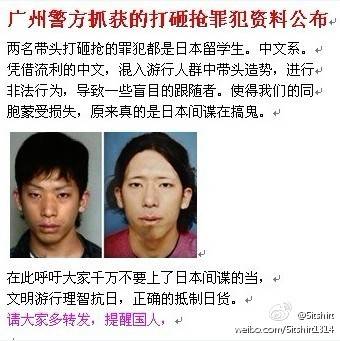 广州警方抓获的打砸抢罪犯资料公布
两名带头打砸抢的罪犯都是日本留学生。中文系。
凭借流利的中文，混入游行人群中带头造势，进行
非法行为，导致一些盲目的跟随者。使得我们的同
胞蒙受损失，原来真的是日本间谍在搞鬼。
在此呼吁大家千万不要上了日本间谍的当，
文明游行理智抗日，正确的抵制日货。
请大家多转发，提醒国人，
@Sitshirt
weibo.com/Sitshirt1314